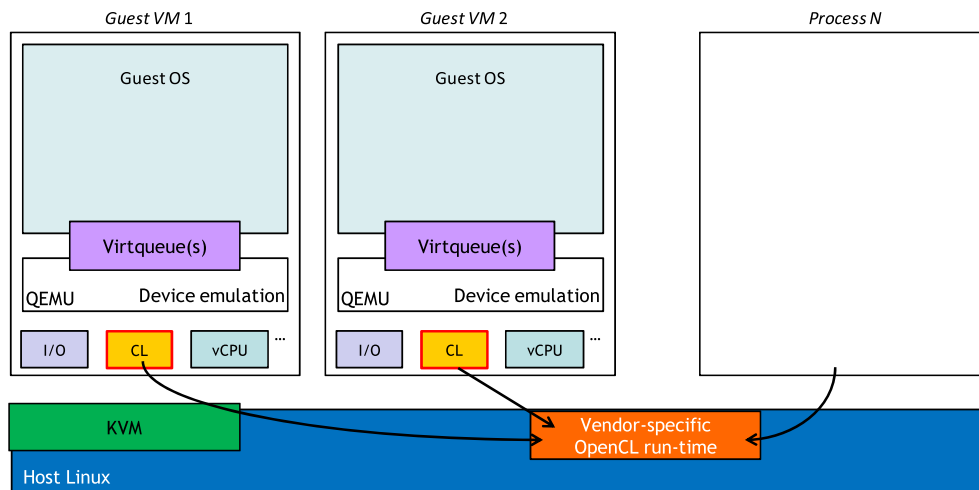 Guest VM 1
Guest VM 2
Process N
Guest OS
Guest OS
Virtqueue(s)
Virtqueue(s)
QEMU
Device emulation
QEMU
Device emulation
I/O
CL
vCPU
...
I/O
CL
vCPU
...
KVM
Vendor-specific
OpenCL run-time
Host Linux